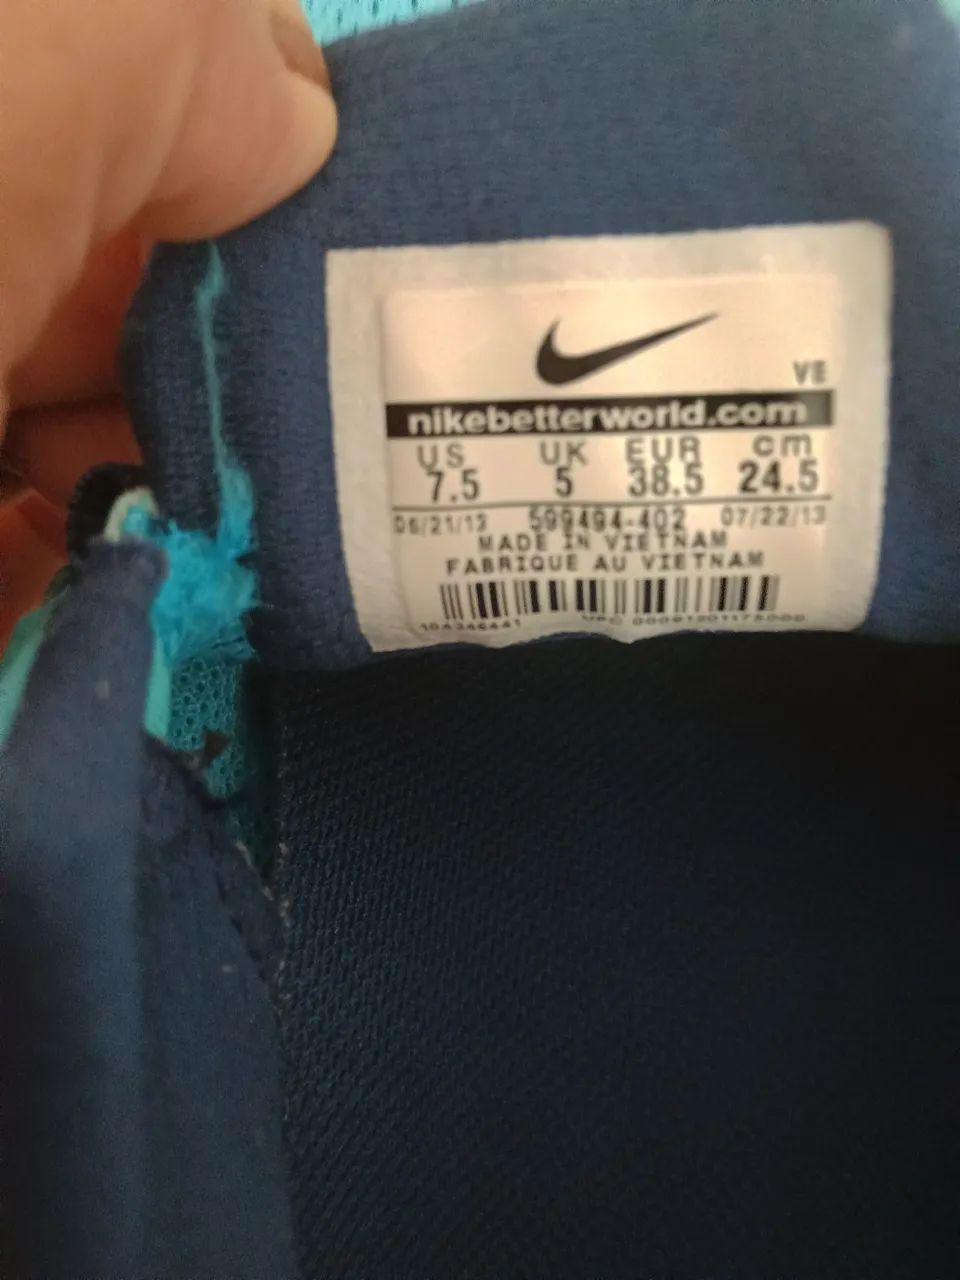 VE
nikebetterworld.com
US UK EUR cm
7.5 5 38.5 24.5
06/21/13 599494-402 07/22/13
MADE IN VIETNAM
FABRIQUE AU VIETNAM
UPC